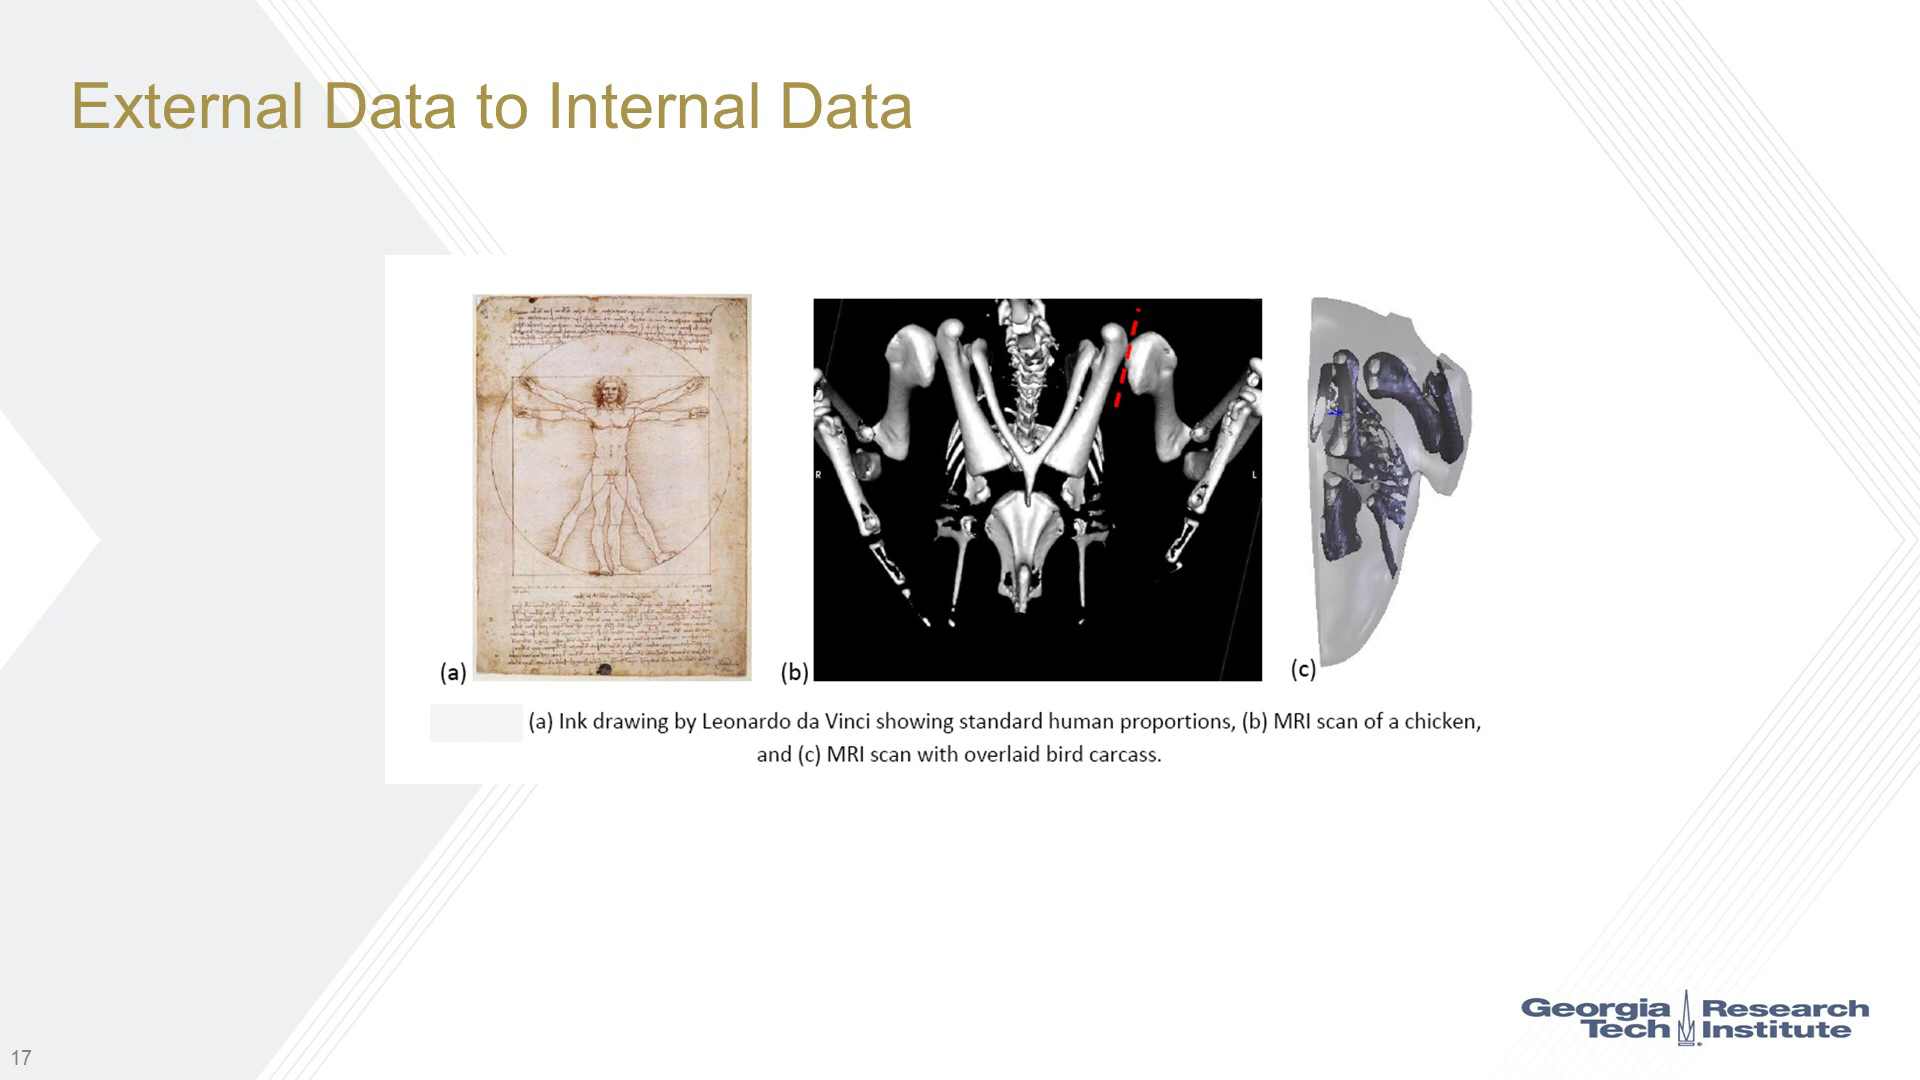 External Data to Internal Data
R
L
(a)
(b)
(c)
(a) Ink drawing by Leonardo da Vinci showing standard human proportions, (b) MRI scan of a chicken,
and (c) MRI scan with overlaid bird carcass.
Georgia Tech
Research Institute
17